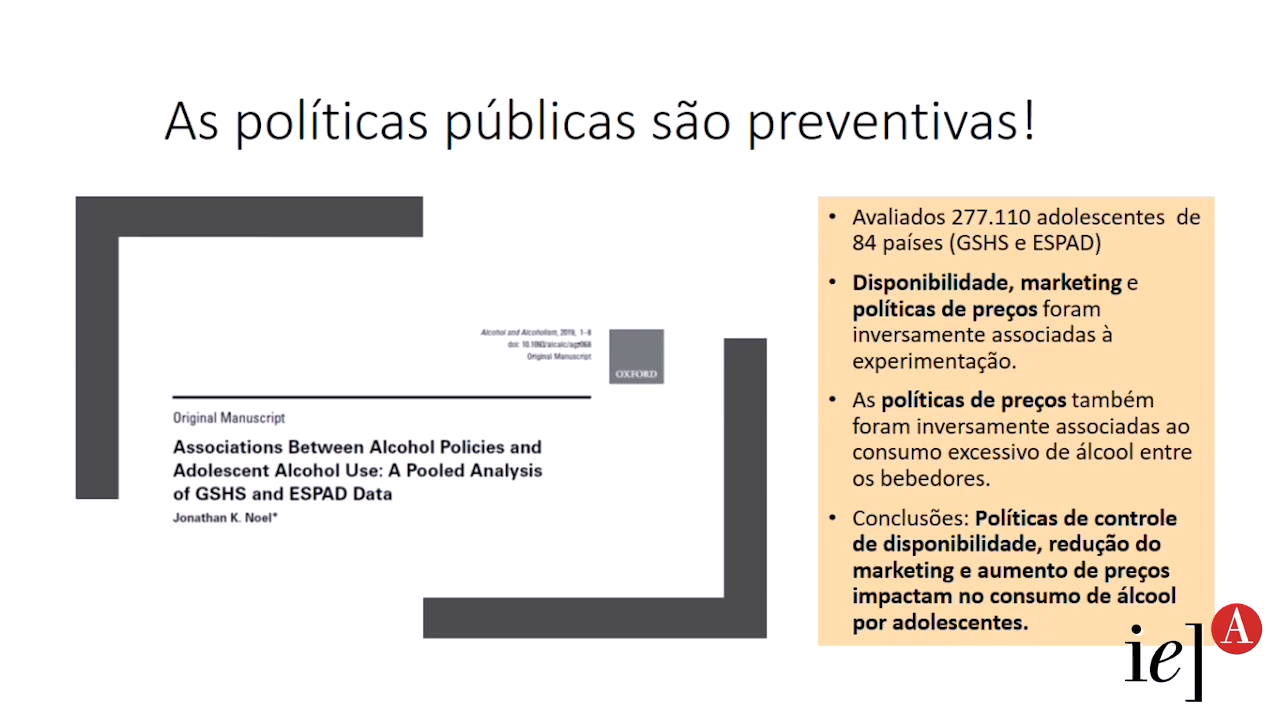 As políticas públicas são preventivas!
Alcohol and Alcoholism, 2019, 1–8
Original Manuscript
OXFORD
Original Manuscript
Associations Between Alcohol Policies and
Adolescent Alcohol Use: A Pooled Analysis
of GSHS and ESPAD Data
Jonathan K. Noel*
• Avaliados 277.110 adolescentes de
84 países (GSHS e ESPAD)
• Disponibilidade, marketing e
políticas de preços foram
inversamente associadas à
experimentação.
• As políticas de preços também
foram inversamente associadas ao
consumo excessivo de álcool entre
os bebedores.
• Conclusões: Políticas de controle
de disponibilidade, redução do
marketing e aumento de preços
impactam no consumo de álcool
por adolescentes.
ie] A